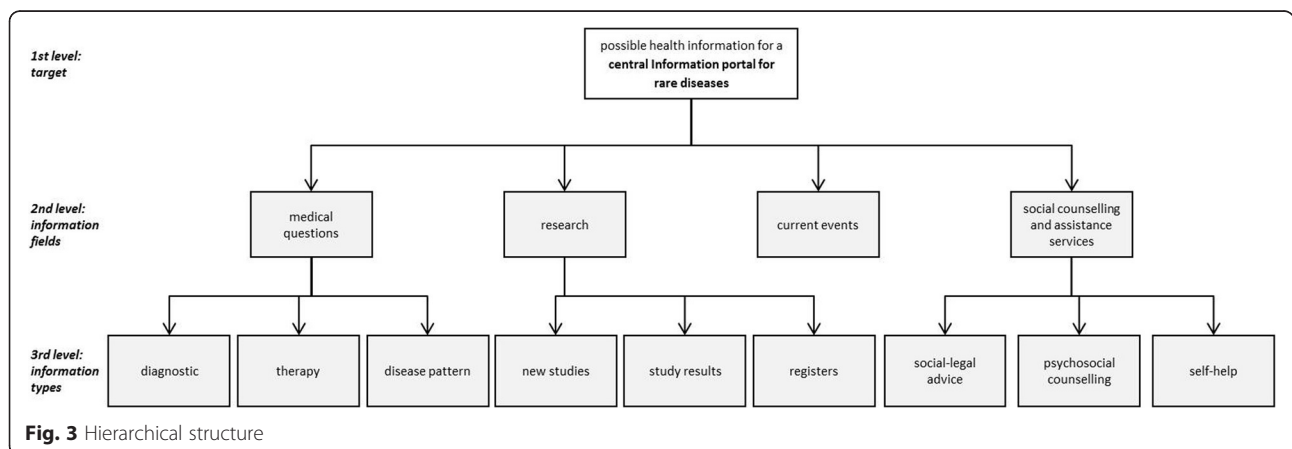 1st level:
target
possible health information for a
central Information portal for
rare diseases
2nd level:
information
fields
medical
questions
research
current events
social counselling
and assistance
services
3rd level:
information
types
diagnostic
therapy
disease pattern
new studies
study results
registers
social-legal
advice
psychosocial
counselling
self-help
Fig. 3 Hierarchical structure